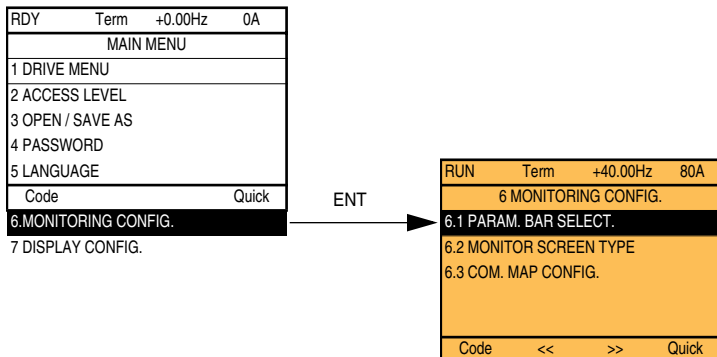 RDY Term +0.00Hz 0A
MAIN MENU
1 DRIVE MENU
2 ACCESS LEVEL
3 OPEN / SAVE AS
4 PASSWORD
5 LANGUAGE
Code Quick
6.MONITORING CONFIG.
7 DISPLAY CONFIG.
ENT
RUN Term +40.00Hz 80A
6 MONITORING CONFIG.
6.1 PARAM. BAR SELECT.
6.2 MONITOR SCREEN TYPE
6.3 COM. MAP CONFIG.
Code << >> Quick